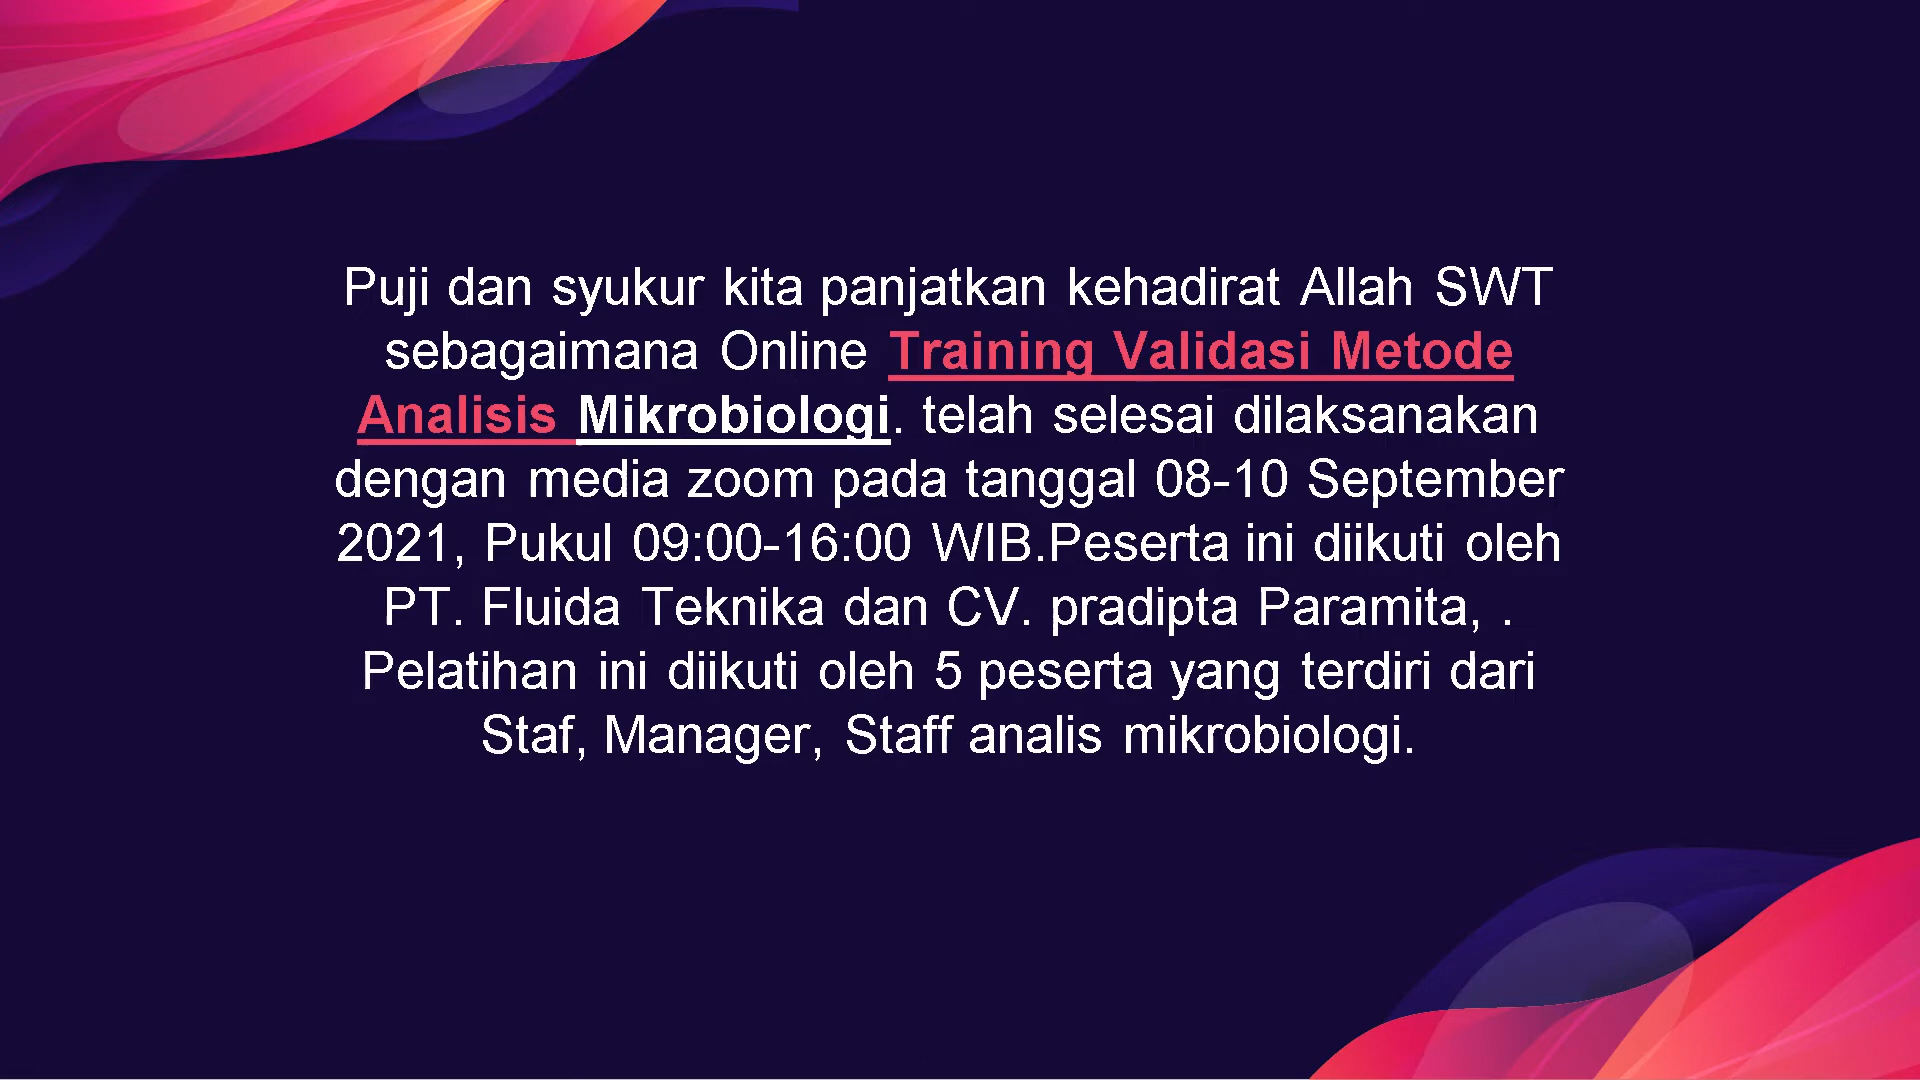 Puji dan syukur kita panjatkan kehadirat Allah SWT
sebagaimana Online Training Validasi Metode
Analisis Mikrobiologi. telah selesai dilaksanakan
dengan media zoom pada tanggal 08-10 September
2021, Pukul 09:00-16:00 WIB.Peserta ini diikuti oleh
PT. Fluida Teknika dan CV. pradipta Paramita, .
Pelatihan ini diikuti oleh 5 peserta yang terdiri dari
Staf, Manager, Staff analis mikrobiologi.